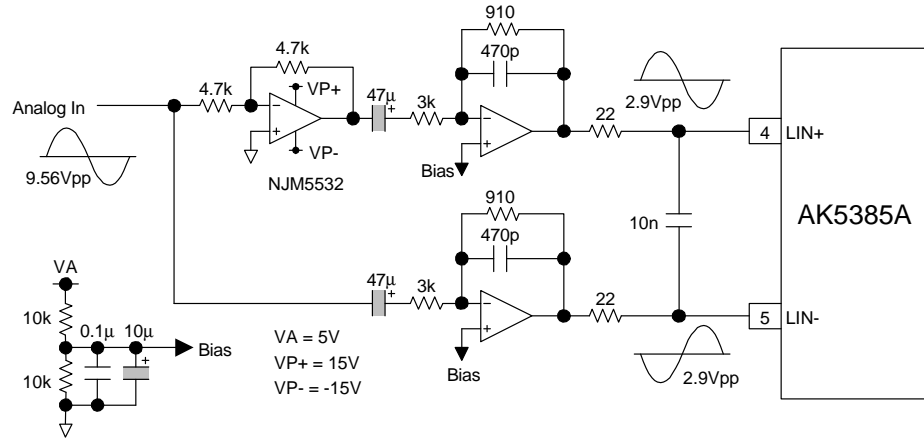 910
4.7k
470p
4.7k
VP+
47µ
+
3k
2.9Vpp
Analog In
−
+
−
+
22
4
LIN+
VP-
Bias
9.56Vpp
NJM5532
AK5385A
910
10n
470p
VA
47µ
+
3k
22
5
LIN-
10k
0.1µ
10µ
−
+
+
Bias
VA = 5V
Bias
2.9Vpp
10k
VP+ = 15V
VP- = -15V